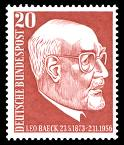 20
DEUTSCHE BUNDESPOST
LEO BAECK 23.5.1873-2.11.1956